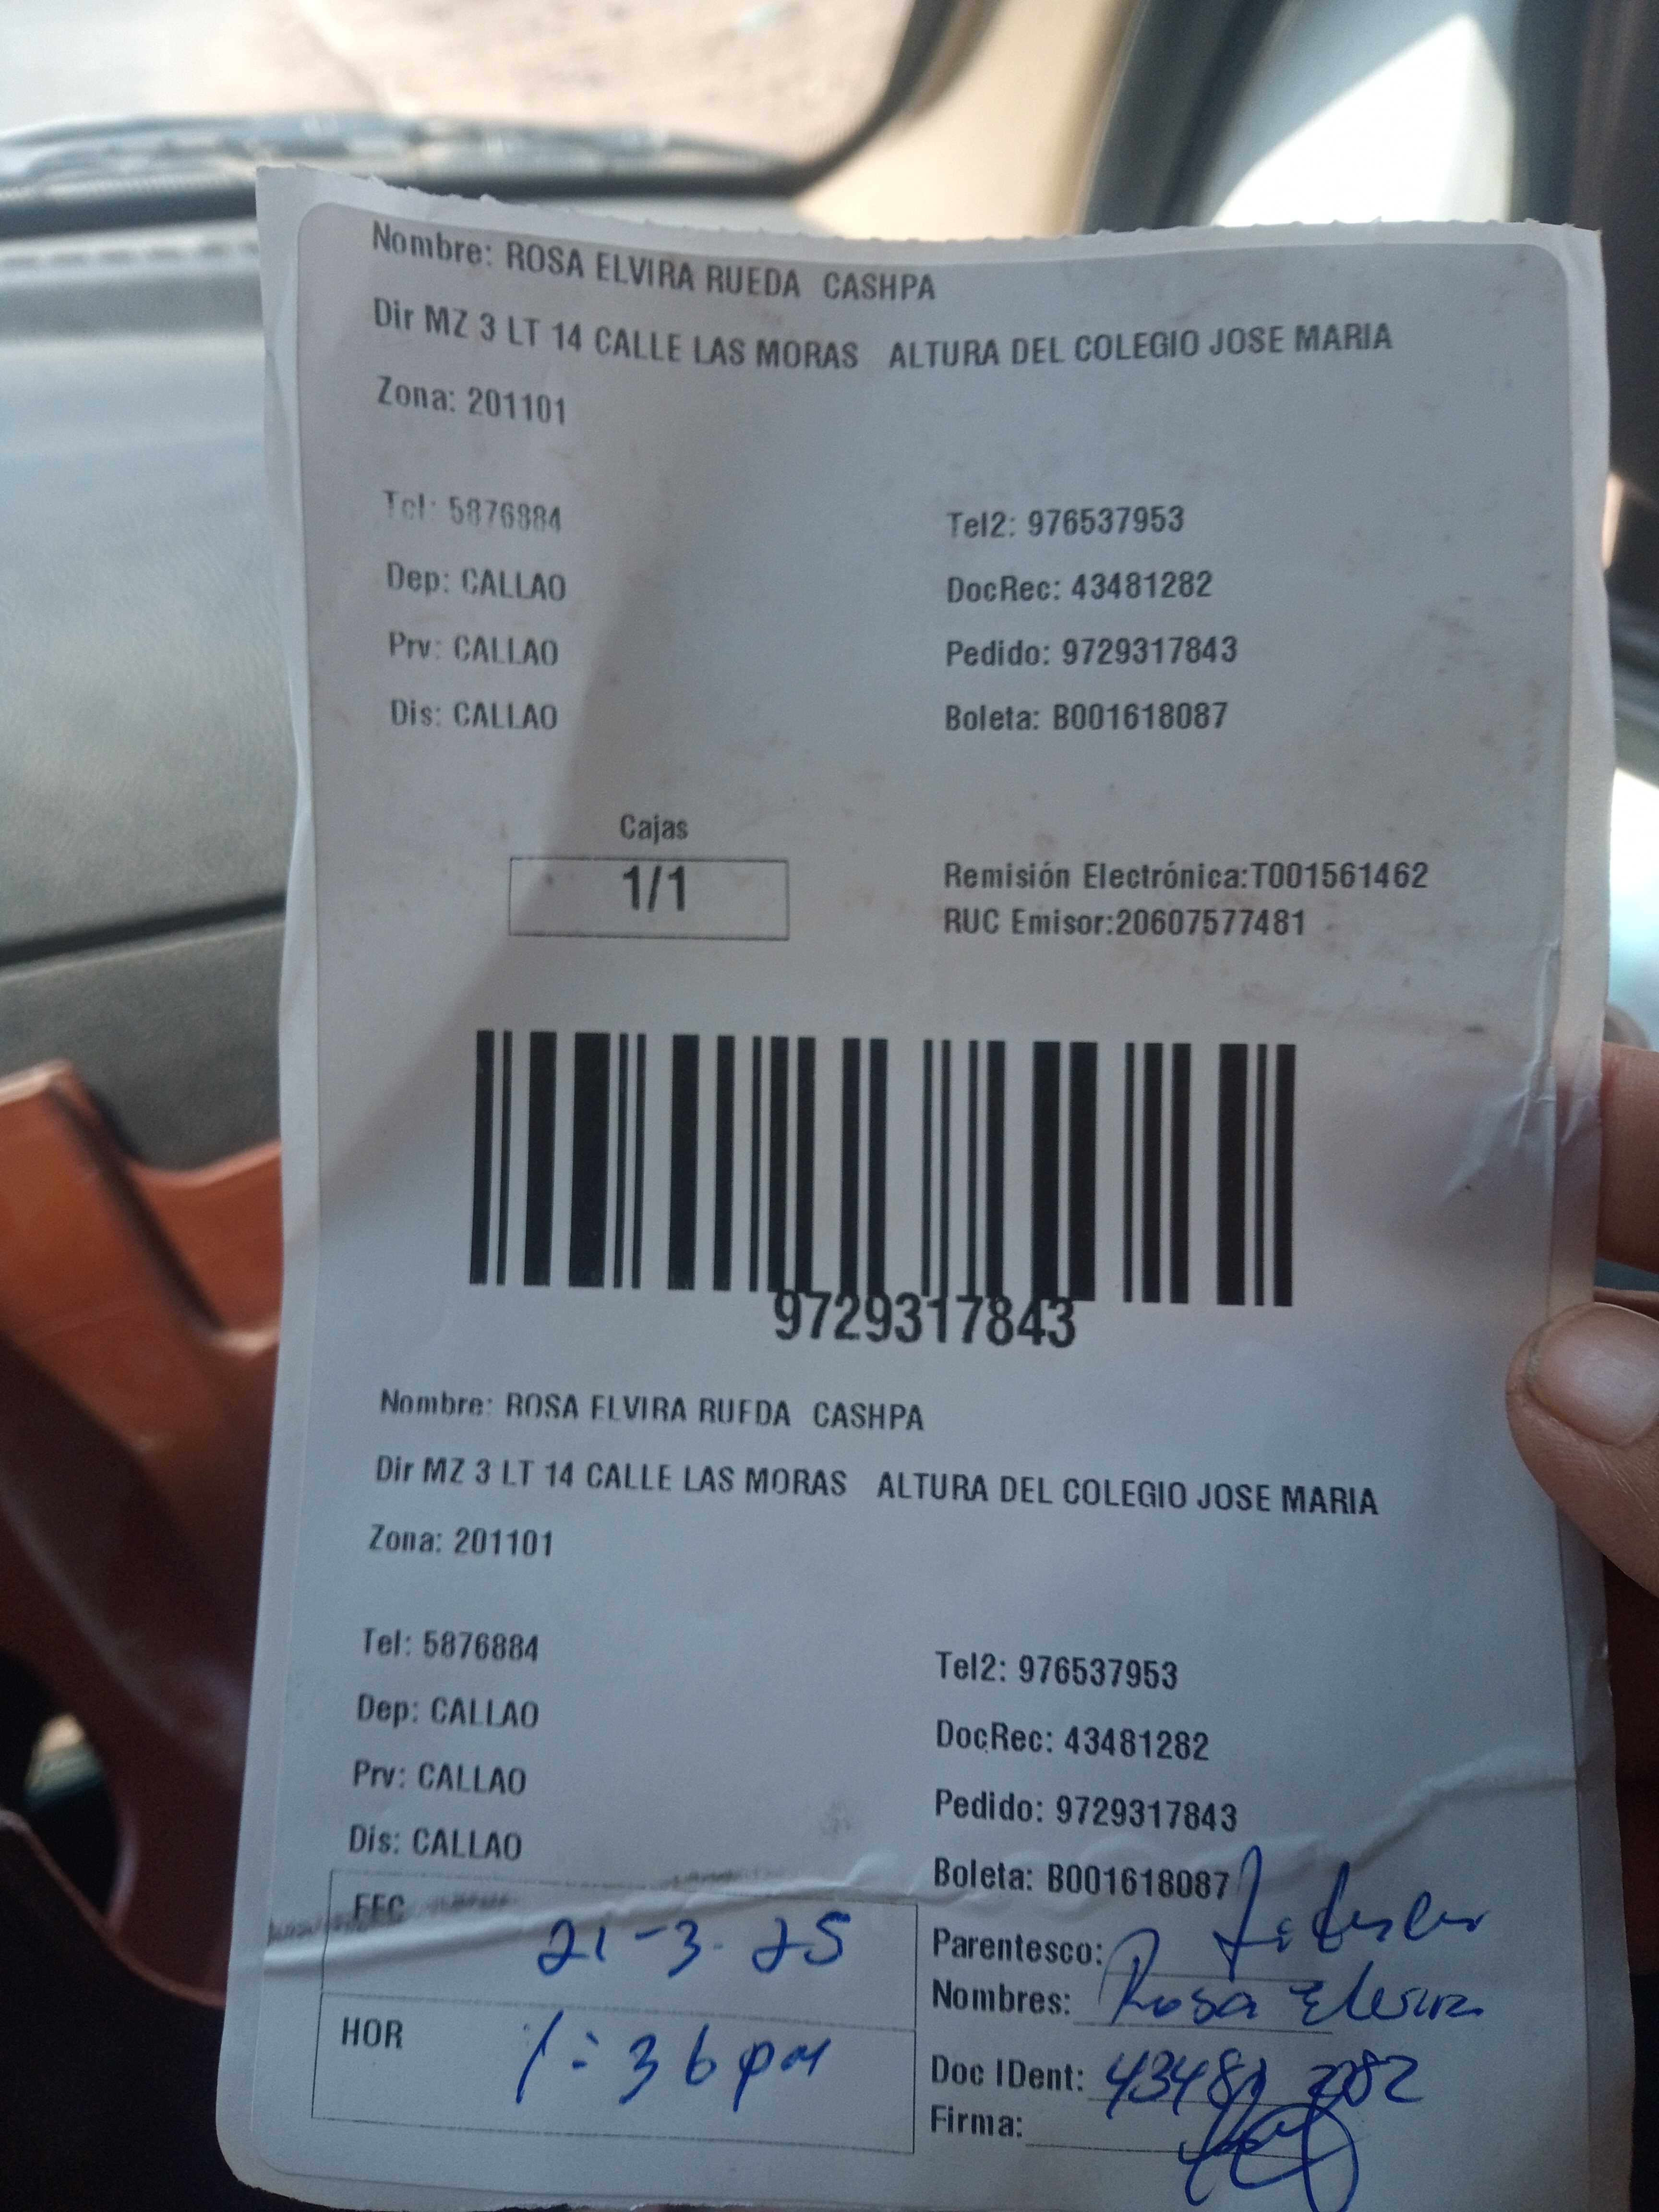 Nombre: ROSA ELVIRA RUEDA CASHPA
Dir MZ 3 LT 14 CALLE LAS MORAS ALTURA DEL COLEGIO JOSE MARIA
Zona: 201101
Tel: 5876884 Tel2: 976537953
Dep: CALLAO DocRec: 43481282
Prv: CALLAO Pedido: 9729317843
Dis: CALLAO Boleta: B001618087
Cajas
1/1
Remisión Electrónica:T001561462
RUC Emisor:20607577481
9729317843
Nombre: ROSA ELVIRA RUEDA CASHPA
Dir MZ 3 LT 14 CALLE LAS MORAS ALTURA DEL COLEGIO JOSE MARIA
Zona: 201101
Tel: 5876884 Tel2: 976537953
Dep: CALLAO DocRec: 43481282
Prv: CALLAO Pedido: 9729317843
Dis: CALLAO Boleta: B001618087
FEC 21-3-25 Parentesco:
Nombres: Rosa Elvira
HOR 1:36 pm Doc IDent:
Firma: